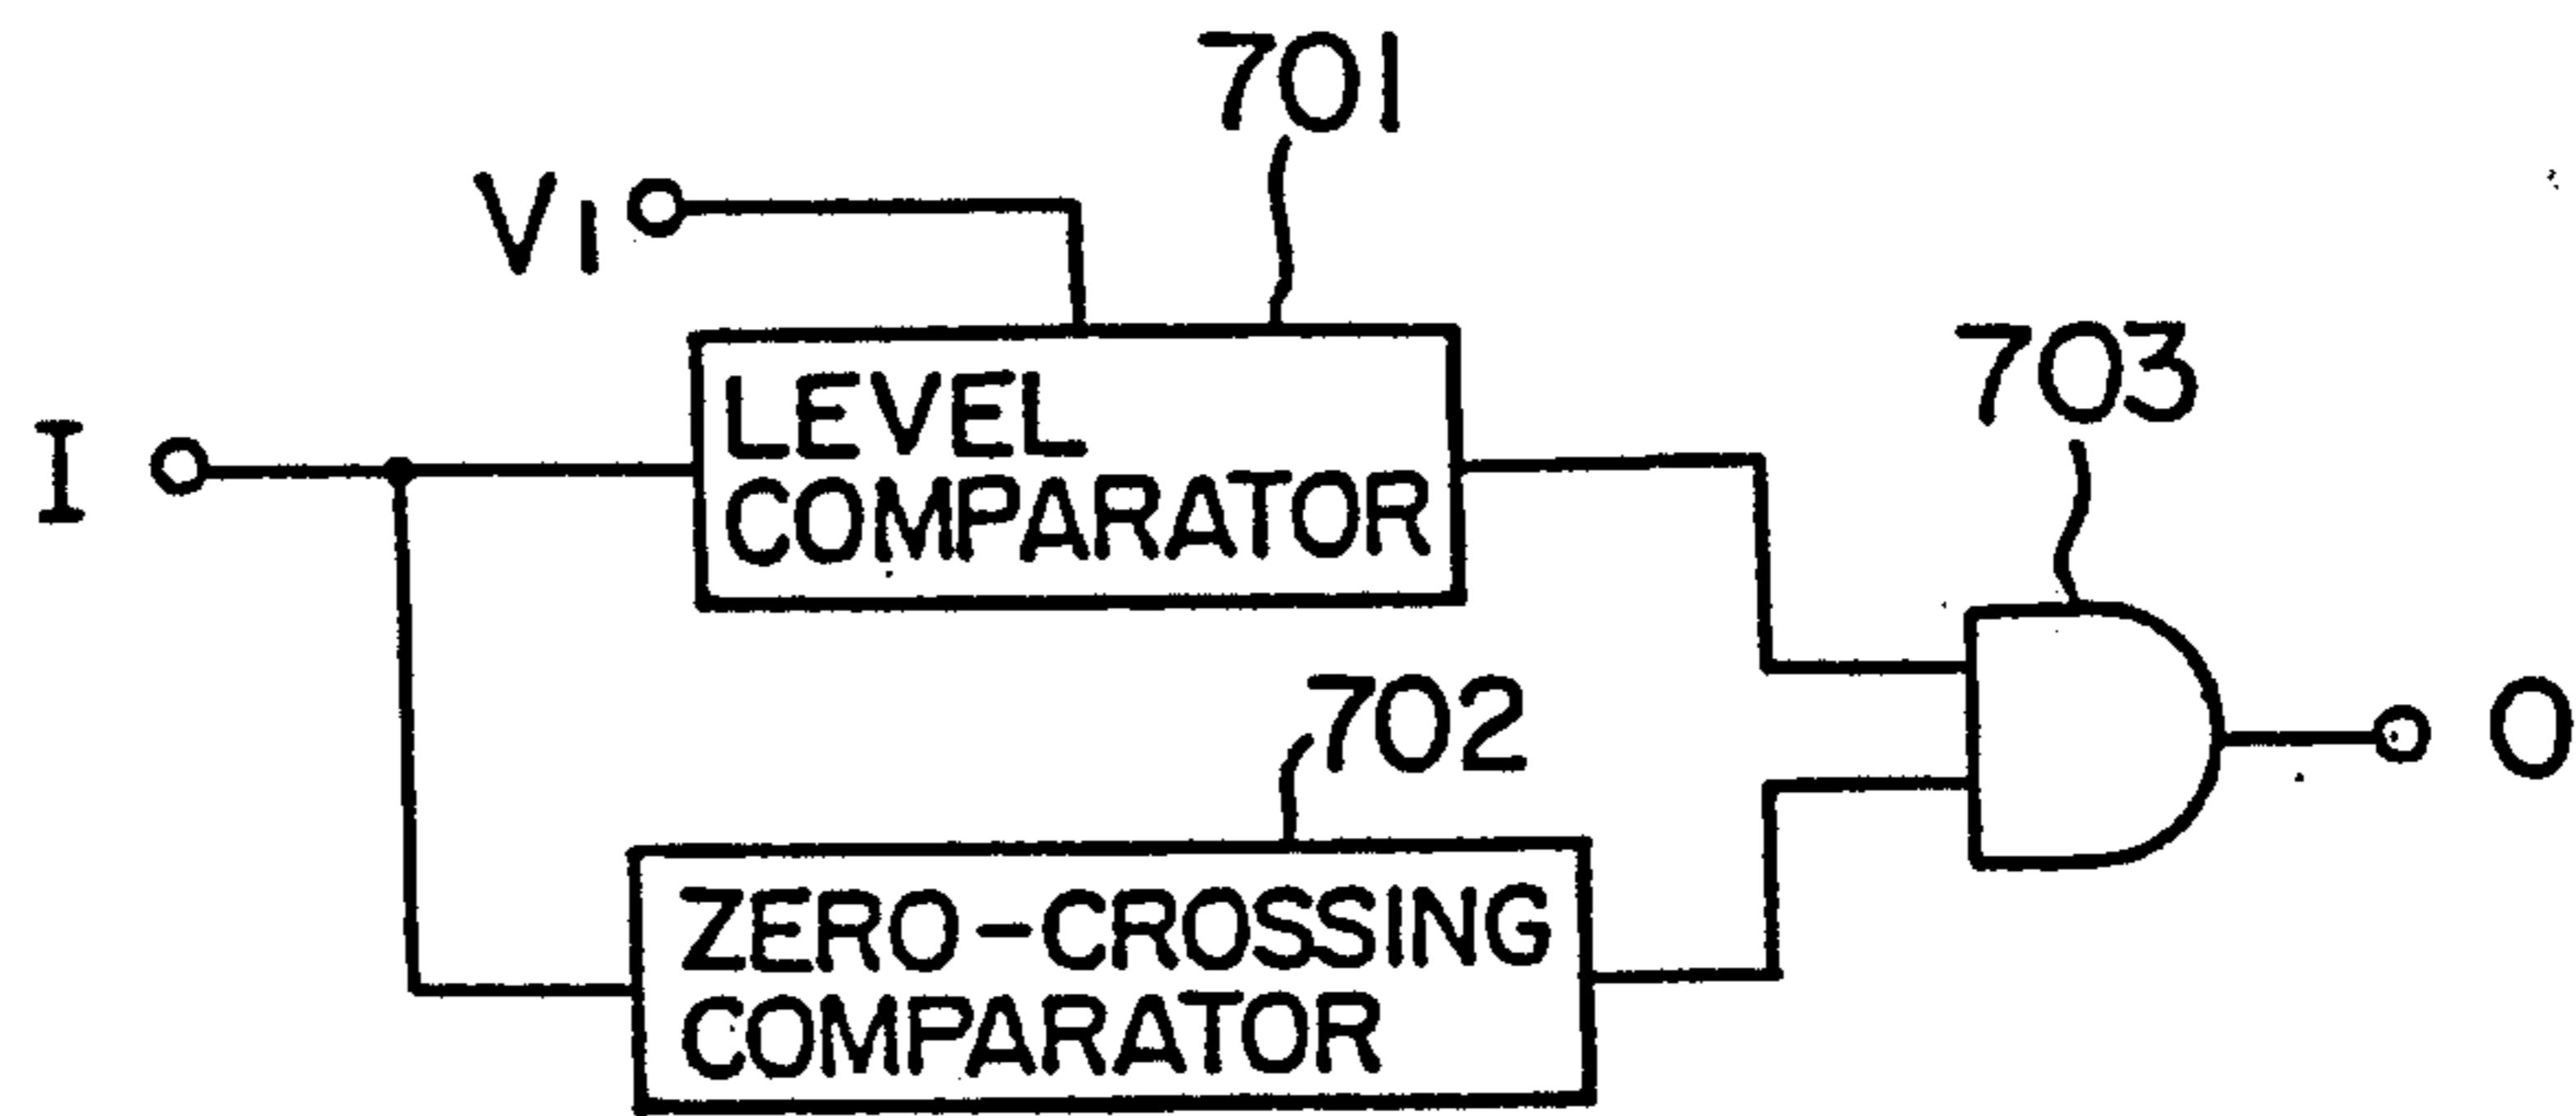 701
V1
703
I
LEVEL
COMPARATOR
702
O
ZERO-CROSSING
COMPARATOR